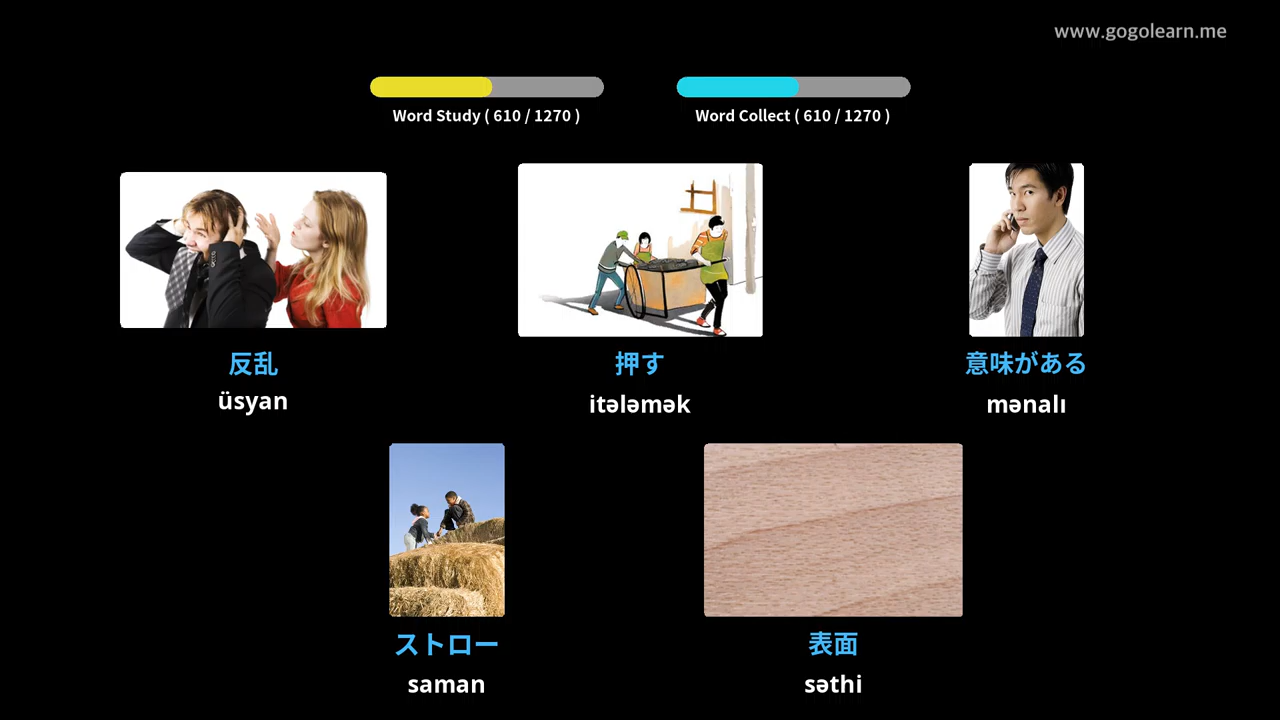 www.gogolearn.me
Word Study ( 610 / 1270 )
Word Collect ( 610 / 1270 )
反乱
üsyan
押す
itələmək
意味がある
mənalı
ストロー
saman
表面
səthi